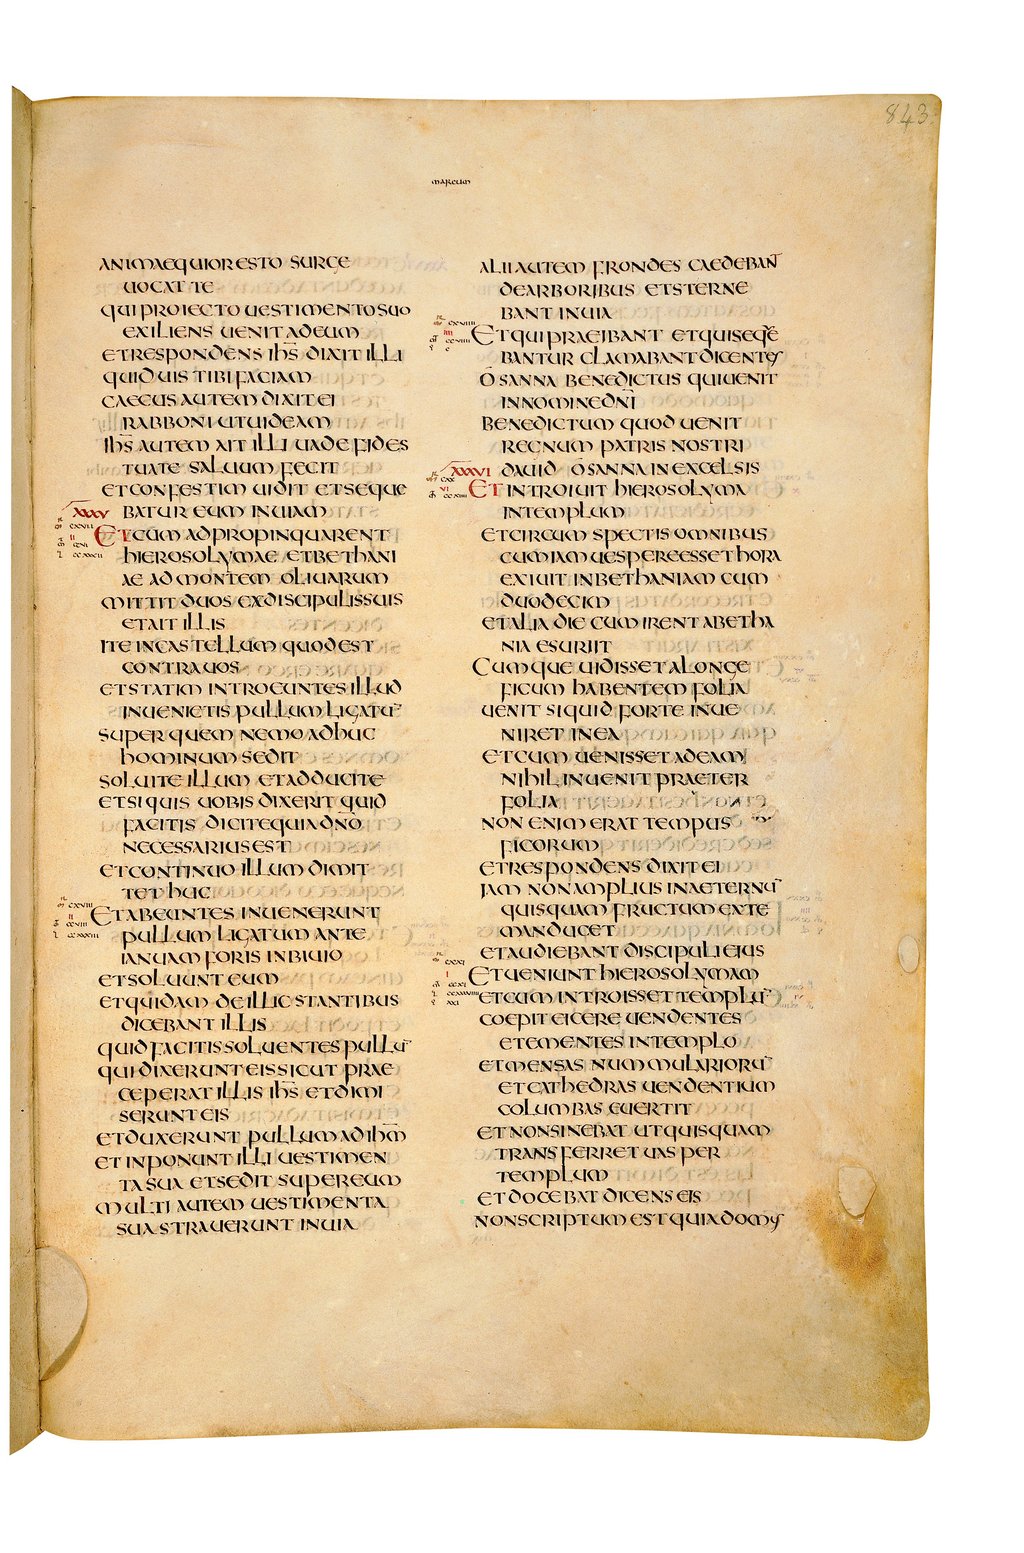 843
marcum
ANIMAEQUIOR ESTO SURGE
UOCAT TE
QUI PROIECTO UESTIMENTO SUO
EXILIENS UENIT AD EUM
ET RESPONDENS IHS̄ DIXIT ILLI
QUID UIS TIBI FACIAM
CAECUS AUTEM DIXIT EI
RABBONI UT UIDEAM
IHS̄ AUTEM AIT ILLI UADE FIDES
TUA TE SALUUM FECIT
ET CONFESTIM UIDIT ET SEQUE
XXXV BATUR EUM IN UIAM
ET CUM ADPROPINQUARENT
HIEROSOLYMAE ET BETHANI
AE AD MONTEM OLIUARUM
MITTIT DUOS EX DISCIPULIS SUIS
ET AIT ILLIS
ITE IN CASTELLUM QUOD EST
CONTRA UOS
ET STATIM INTROEUNTES ILLUD
INUENIETIS PULLUM LIGATŪ
SUPER QUEM NEMO ADHUC
HOMINUM SEDIT
SOLUITE ILLUM ET ADDUCITE
ET SI QUIS UOBIS DIXERIT QUID
FACITIS DICITE QUIA DNŌ
NECESSARIUS EST
ET CONTINUO ILLUM DIMIT
TET HUC
ET ABEUNTES INUENERUNT
PULLUM LIGATUM ANTE
IANUAM FORIS IN BIUIO
ET SOLUUNT EUM
ET QUIDAM DE ILLIC STANTIBUS
DICEBANT ILLIS
QUID FACITIS SOLUENTES PULLŪ
QUI DIXERUNT EIS SICUT PRAE
CEPERAT ILLIS IHS̄ ET DIMI
SERUNT EIS
ET DUXERUNT PULLUM AD IHM̄
ET INPONUNT ILLI UESTIMEN
TA SUA ET SEDIT SUPER EUM
MULTI AUTEM UESTIMENTA
SUA STRAUERUNT IN UIA
ALII AUTEM FRONDES CAEDEBANT
DE ARBORIBUS ET STERNE
BANT IN UIA
ET QUI PRAEIBANT ET QUI SEQUE
BANTUR CLAMABANT DICENTES
OSANNA BENEDICTUS QUI UENIT
IN NOMINE DNĪ
BENEDICTUM QUOD UENIT
REGNUM PATRIS NOSTRI
XXXVI DAUID OSANNA IN EXCELSIS
ET INTROIUIT HIEROSOLYMA
IN TEMPLUM
ET CIRCUMSPECTIS OMNIBUS
CUM IAM UESPERE ESSET HORA
EXIUIT IN BETHANIAM CUM
DUODECIM
ET ALIA DIE CUM IRENT A BETHA
NIA ESURIIT
CUMQUE UIDISSET A LONGE
FICUM HABENTEM FOLIA
UENIT SI QUID FORTE INUE
NIRET IN EA
ET CUM UENISSET AD EAM
NIHIL INUENIT PRAETER
FOLIA
NON ENIM ERAT TEMPUS
FICORUM
ET RESPONDENS DIXIT EI
IAM NON AMPLIUS IN AETERNŪ
QUISQUAM FRUCTUM EX TE
MANDUCET
ET AUDIEBANT DISCIPULI EIUS
ET UENIUNT HIEROSOLYMAM
ET CUM INTROISSET TEMPLŪ
COEPIT EICERE UENDENTES
ET EMENTES IN TEMPLO
ET MENSAS NUMMULARIORŪ
ET CATHEDRAS UENDENTIUM
COLUMBAS EUERTIT
ET NON SINEBAT UT QUISQUAM
TRANSFERRET UAS PER
TEMPLUM
ET DOCEBAT DICENS EIS
NON SCRIPTUM EST QUIA DOMUS